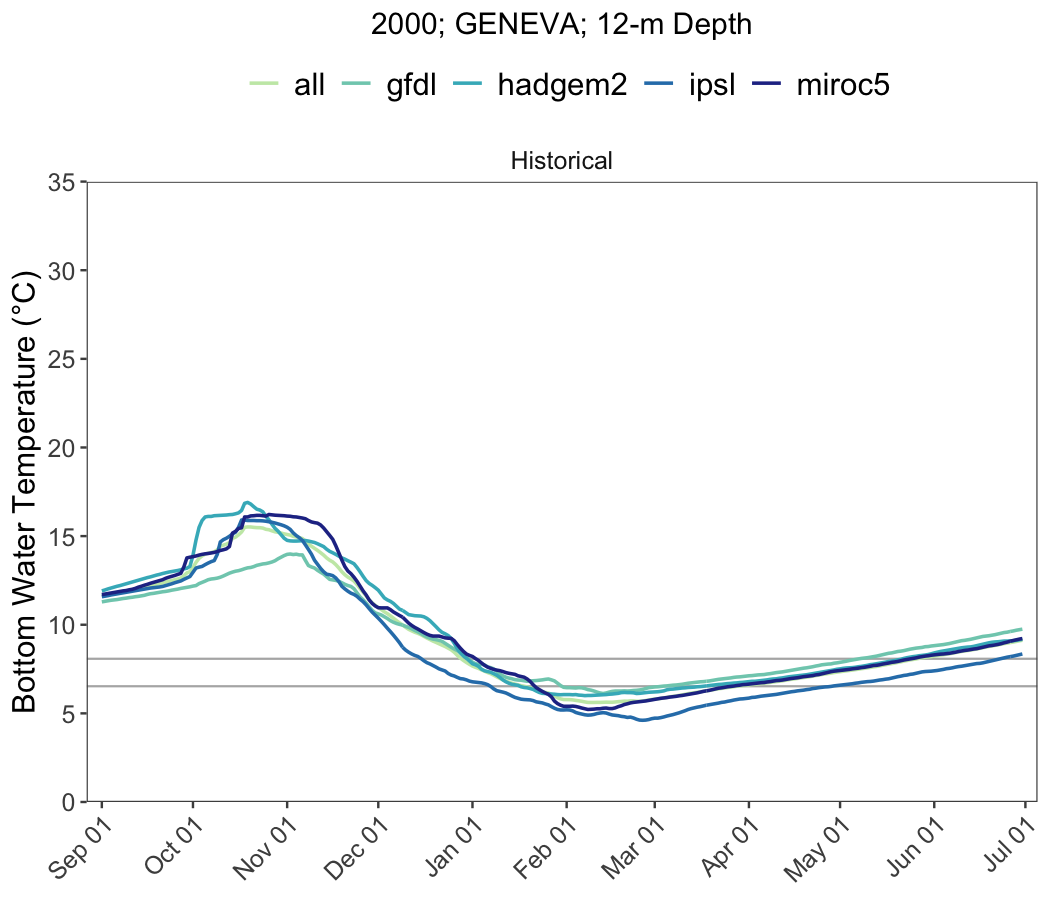 2000; GENEVA; 12-m Depth
all gfdl hadgem2 ipsl miroc5
Historical
Bottom Water Temperature (°C)
35
30
25
20
15
10
5
0
Sep 01 Oct 01 Nov 01 Dec 01 Jan 01 Feb 01 Mar 01 Apr 01 May 01 Jun 01 Jul 01